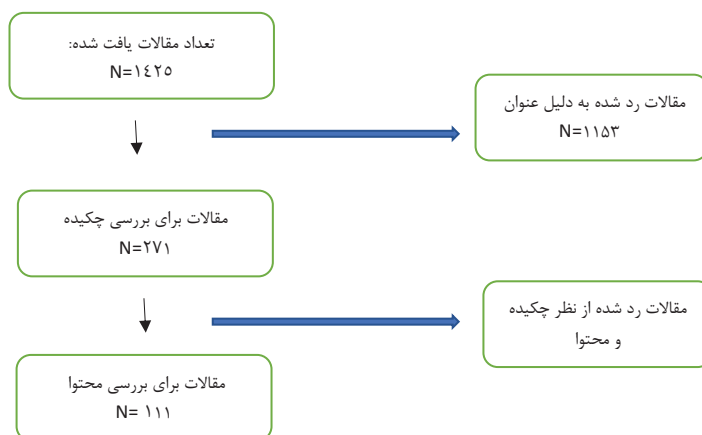 تعداد مقالات یافت شده:
N=١٤٢٥
مقالات رد شده به دلیل عنوان
N=۱۱۵۳
مقالات برای بررسی چکیده
N=۲۷۱
مقالات رد شده از نظر چکیده
و محتوا
مقالات برای بررسی محتوا
N= ۱۱۱